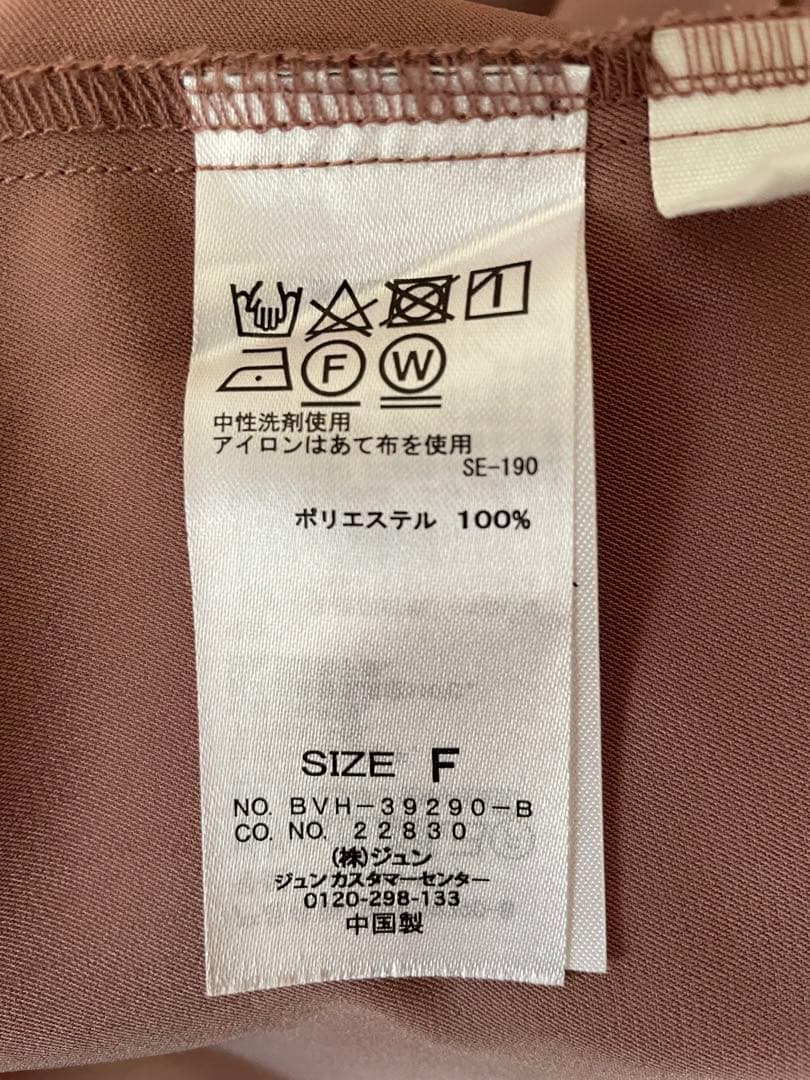 F W
中性洗剤使用
アイロンはあて布を使用
SE-190
ポリエステル 100%
SIZE F
NO. BVH-39290-B
CO. NO. 22830
(株)ジュン
ジュンカスタマーセンター
0120-298-133
中国製